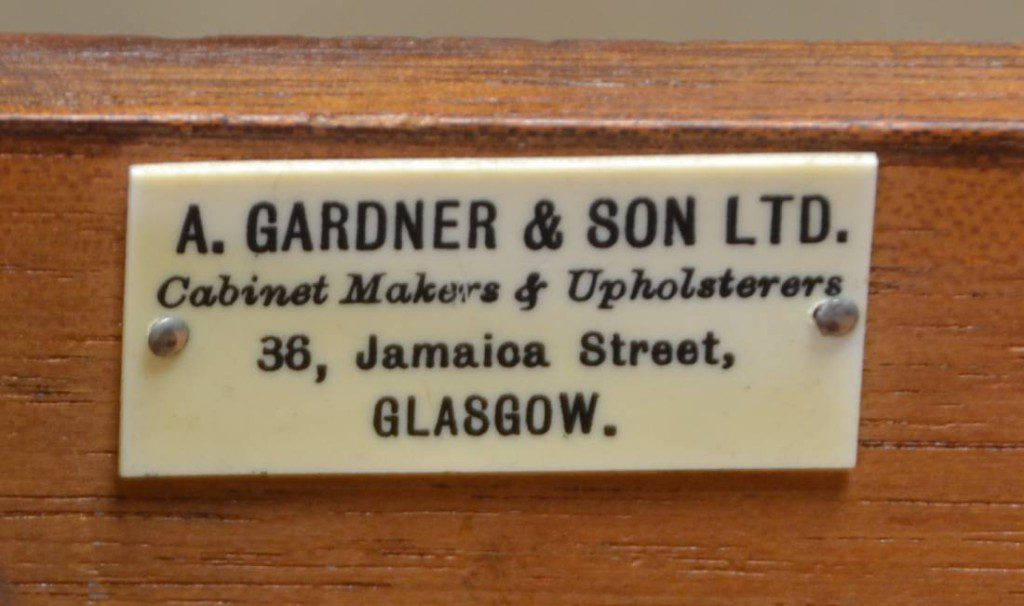 A. GARDNER & SON LTD.
Cabinet Makers & Upholsterers
36, Jamaica Street,
GLASGOW.